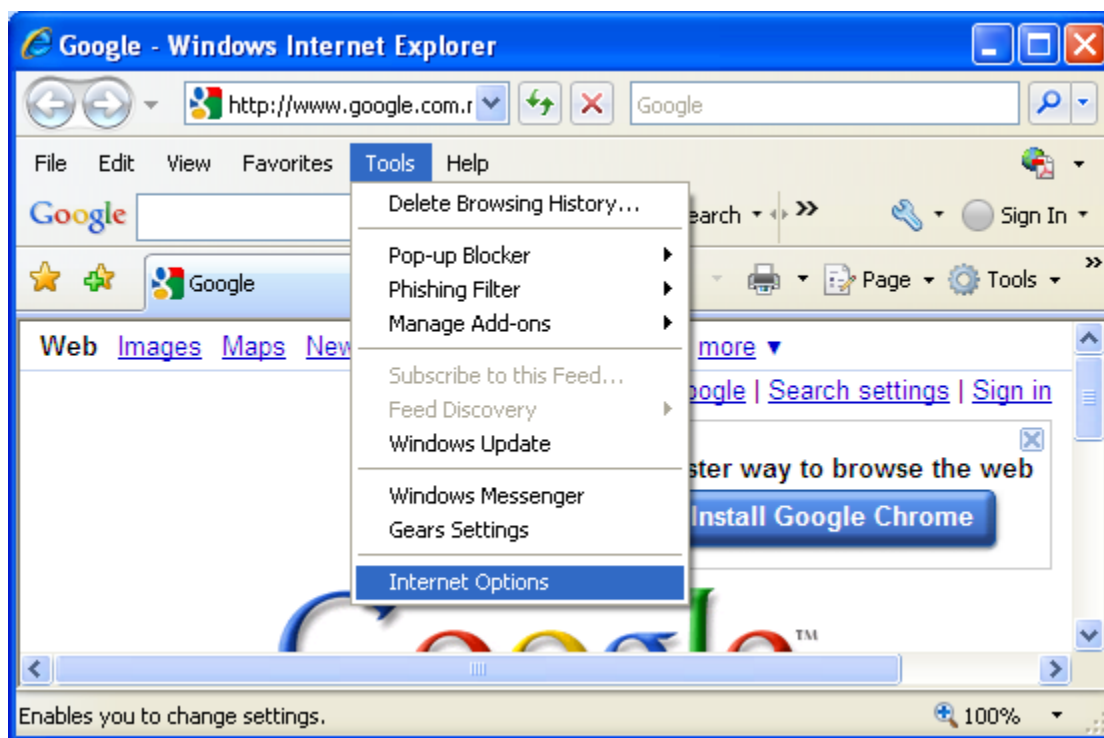 Google - Windows Internet Explorer
http://www.google.com.r Google
File Edit View Favorites Tools Help
Google earch Sign In
Google Page Tools
Delete Browsing History...
Pop-up Blocker
Phishing Filter
Manage Add-ons
Subscribe to this Feed...
Feed Discovery
Windows Update
Windows Messenger
Gears Settings
Internet Options
Web Images Maps New more ▼
oogle | Search settings | Sign in
ster way to browse the web
Install Google Chrome
Google™
Enables you to change settings. 100%